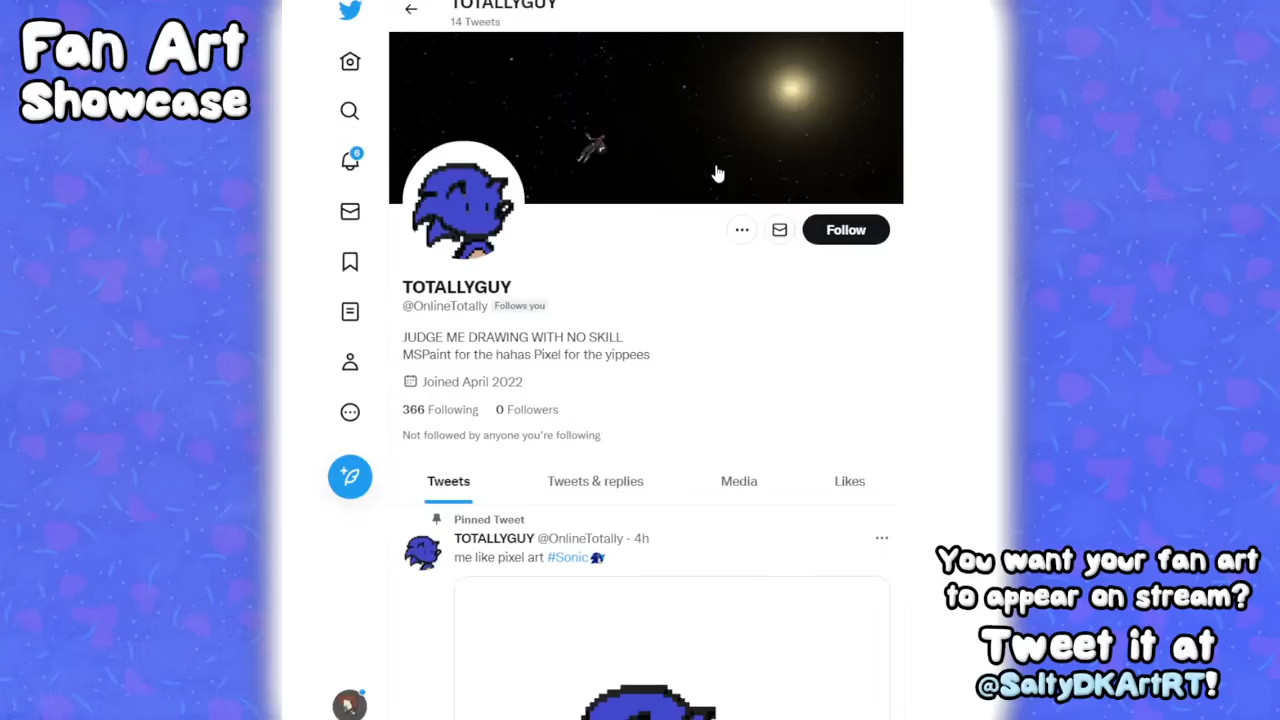 Fan Art
Showcase
TOTALLYGUY
14 Tweets
6
Follow
TOTALLYGUY
@OnlineTotally Follows you
JUDGE ME DRAWING WITH NO SKILL
MSPaint for the hahas Pixel for the yippees
Joined April 2022
366 Following 0 Followers
Not followed by anyone you're following
Tweets Tweets & replies Media Likes
Pinned Tweet
TOTALLYGUY @OnlineTotally · 4h
me like pixel art #Sonic
You want your fan art
to appear on stream?
Tweet it at
@SaltyDKArtRT!